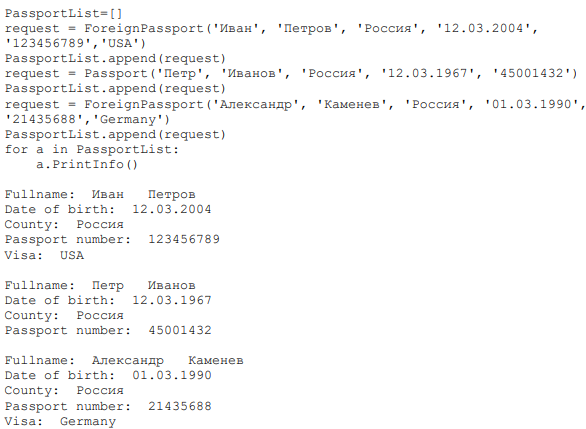 PassportList=[]
request = ForeignPassport('Иван', 'Петров', 'Россия', '12.03.2004',
'123456789','USA')
PassportList.append(request)
request = Passport('Петр', 'Иванов', 'Россия', '12.03.1967', '45001432')
PassportList.append(request)
request = ForeignPassport('Александр', 'Каменев', 'Россия', '01.03.1990',
'21435688','Germany')
PassportList.append(request)
for a in PassportList:
    a.PrintInfo()

Fullname:  Иван   Петров
Date of birth:  12.03.2004
County:  Россия
Passport number:  123456789
Visa:  USA

Fullname:  Петр   Иванов
Date of birth:  12.03.1967
County:  Россия
Passport number:  45001432

Fullname:  Александр   Каменев
Date of birth:  01.03.1990
County:  Россия
Passport number:  21435688
Visa:  Germany